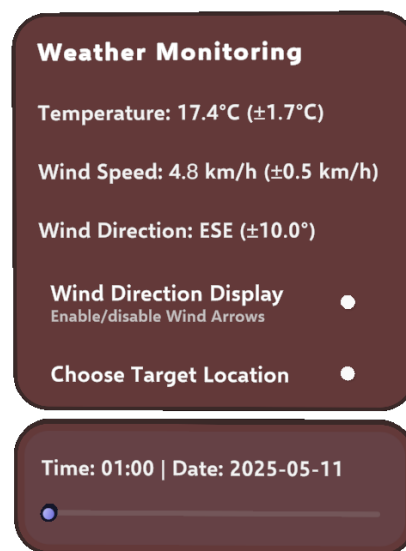 Weather Monitoring
Temperature: 17.4°C (±1.7°C)
Wind Speed: 4.8 km/h (±0.5 km/h)
Wind Direction: ESE (±10.0°)
Wind Direction Display
Enable/disable Wind Arrows
Choose Target Location
Time: 01:00 | Date: 2025-05-11